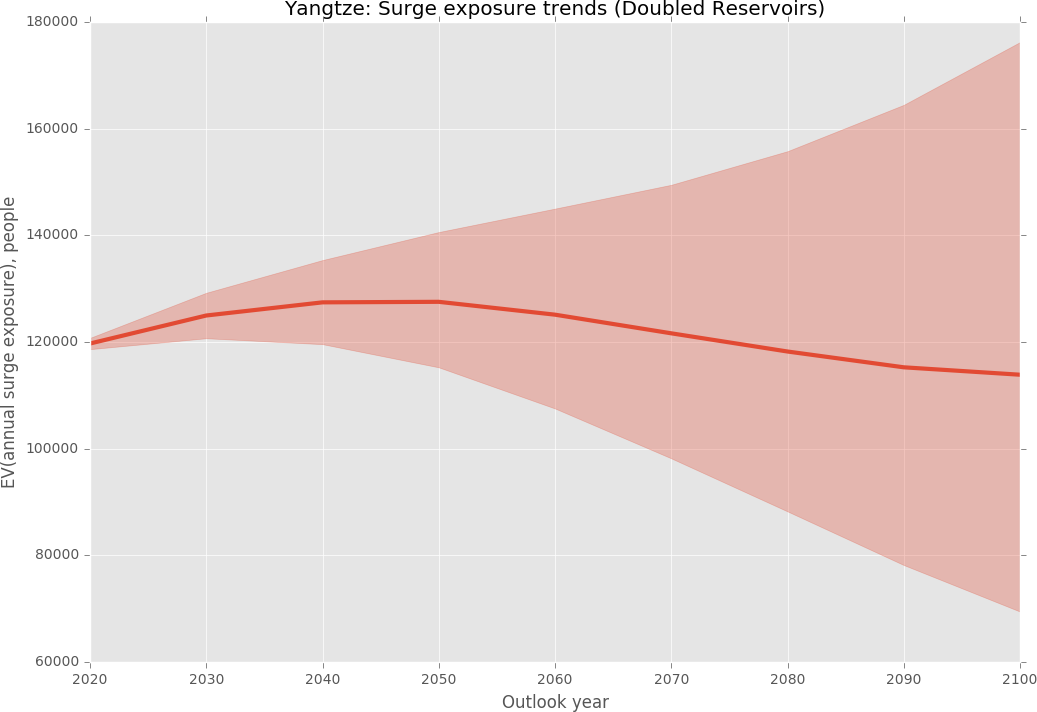 Yangtze: Surge exposure trends (Doubled Reservoirs)
EV(annual surge exposure), people
180000
160000
140000
120000
100000
80000
60000
2020 2030 2040 2050 2060 2070 2080 2090 2100
Outlook year